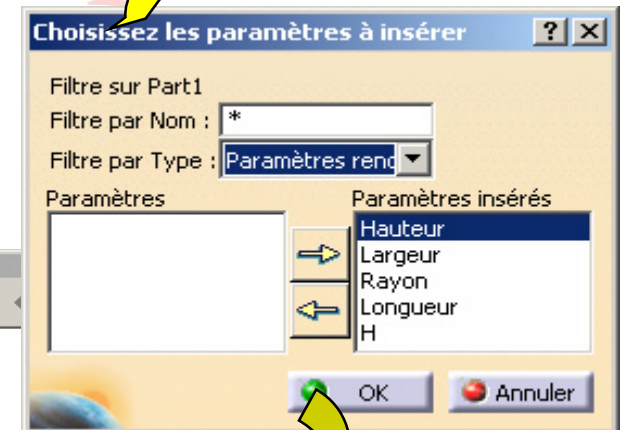 Choisissez les paramètres à insérer
Filtre sur Part1
Filtre par Nom : *
Filtre par Type : Paramètres renc
Paramètres
Paramètres insérés
Hauteur
Largeur
Rayon
Longueur
H
OK
Annuler